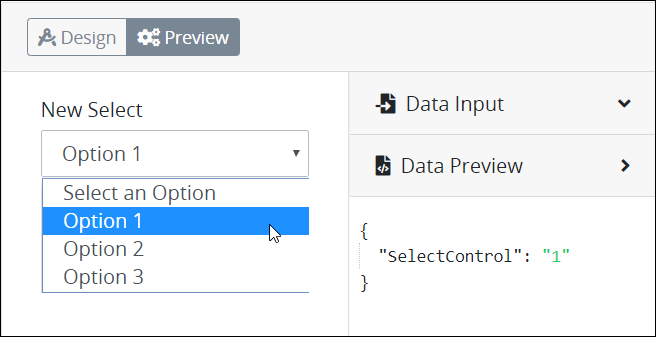 Design
Preview
New Select
Option 1
Select an Option
Option 1
Option 2
Option 3
Data Input
Data Preview
{
"SelectControl": "1"
}